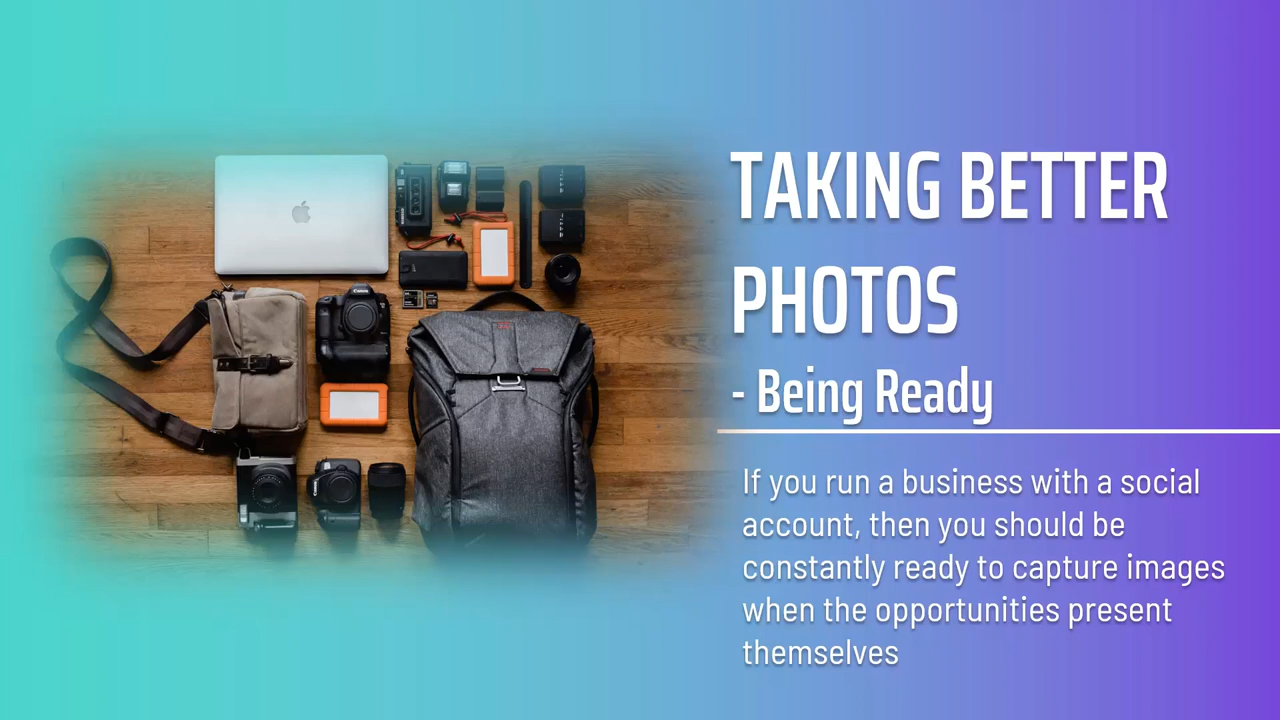 TAKING BETTER
PHOTOS
- Being Ready
If you run a business with a social
account, then you should be
constantly ready to capture images
when the opportunities present
themselves
Canon